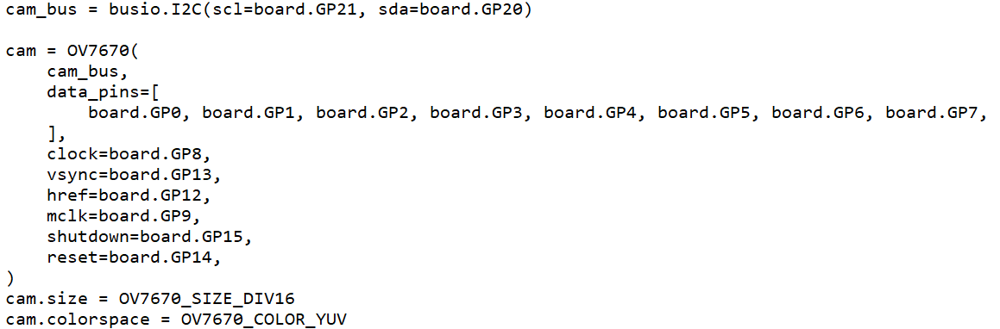 cam_bus = busio.I2C(scl=board.GP21, sda=board.GP20)

cam = OV7670(
    cam_bus,
    data_pins=[
        board.GP0, board.GP1, board.GP2, board.GP3, board.GP4, board.GP5, board.GP6, board.GP7,
    ],
    clock=board.GP8,
    vsync=board.GP13,
    href=board.GP12,
    mclk=board.GP9,
    shutdown=board.GP15,
    reset=board.GP14,
)
cam.size = OV7670_SIZE_DIV16
cam.colorspace = OV7670_COLOR_YUV